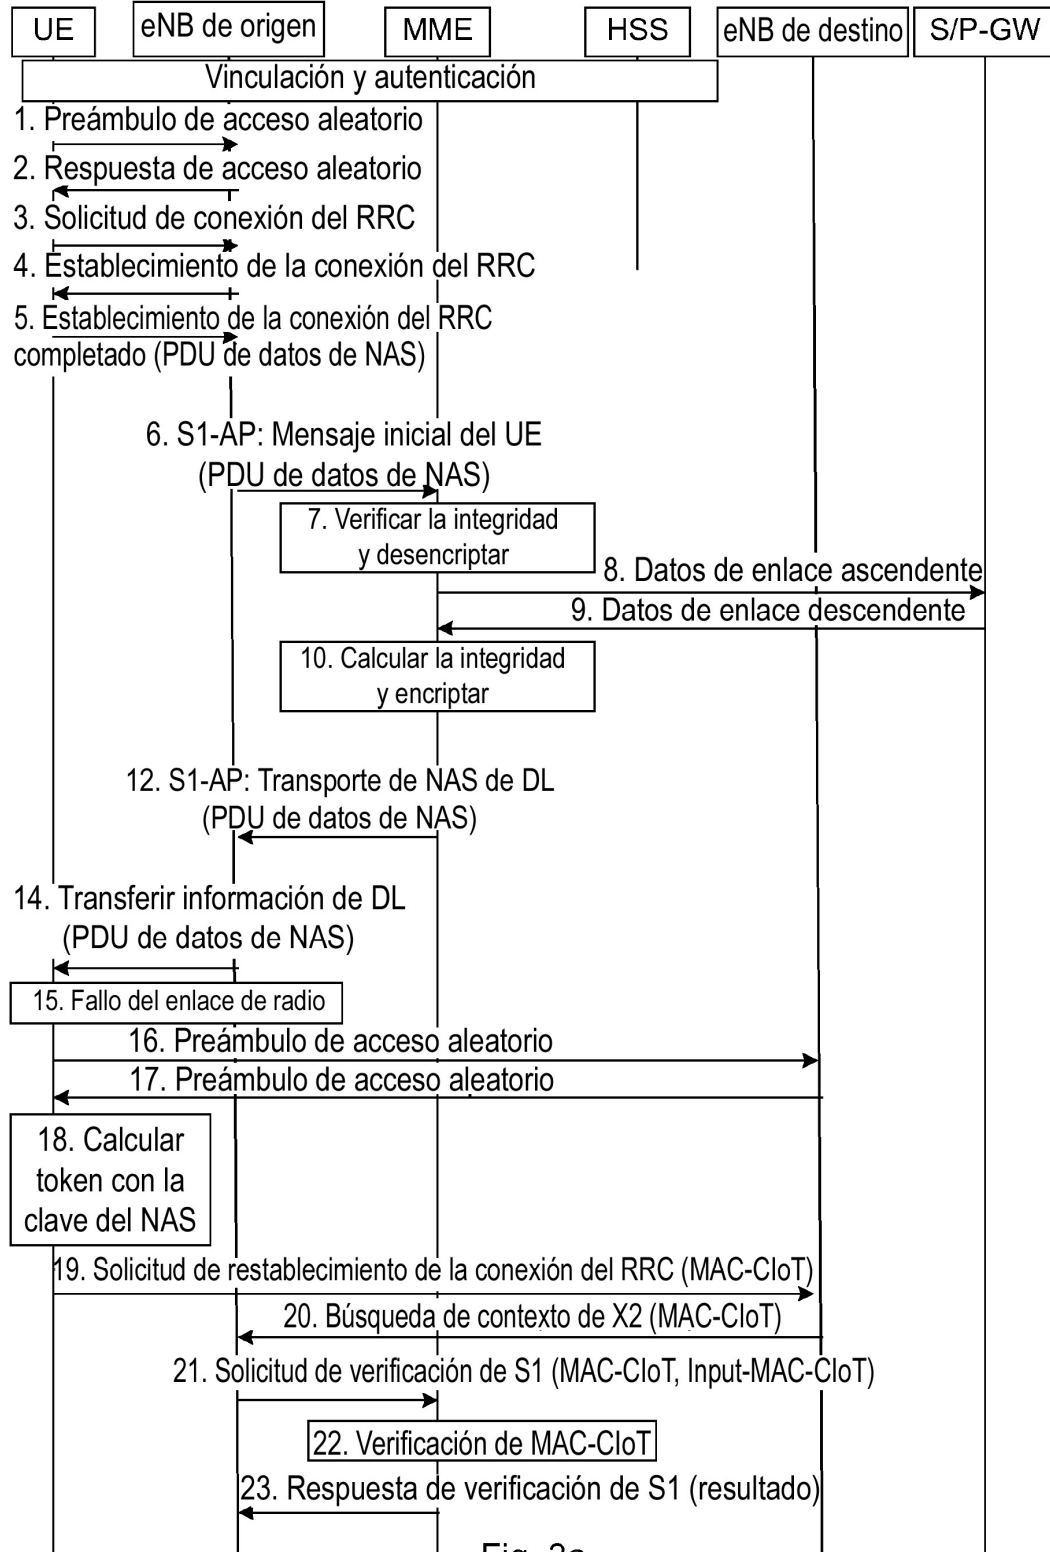 UE
eNB de origen
MME
HSS
eNB de destino
S/P-GW
Vinculación y autenticación
1. Preámbulo de acceso aleatorio
2. Respuesta de acceso aleatorio
3. Solicitud de conexión del RRC
4. Establecimiento de la conexión del RRC
5. Establecimiento de la conexión del RRC
completado (PDU de datos de NAS)
6. S1-AP: Mensaje inicial del UE
(PDU de datos de NAS)
7. Verificar la integridad
y desencriptar
8. Datos de enlace ascendente
9. Datos de enlace descendente
10. Calcular la integridad
y encriptar
12. S1-AP: Transporte de NAS de DL
(PDU de datos de NAS)
14. Transferir información de DL
(PDU de datos de NAS)
15. Fallo del enlace de radio
16. Preámbulo de acceso aleatorio
17. Preámbulo de acceso aleatorio
18. Calcular
token con la
clave del NAS
19. Solicitud de restablecimiento de la conexión del RRC (MAC-CIoT)
20. Búsqueda de contexto de X2 (MAC-CIoT)
21. Solicitud de verificación de S1 (MAC-CIoT, Input-MAC-CIoT)
22. Verificación de MAC-CIoT
23. Respuesta de verificación de S1 (resultado)